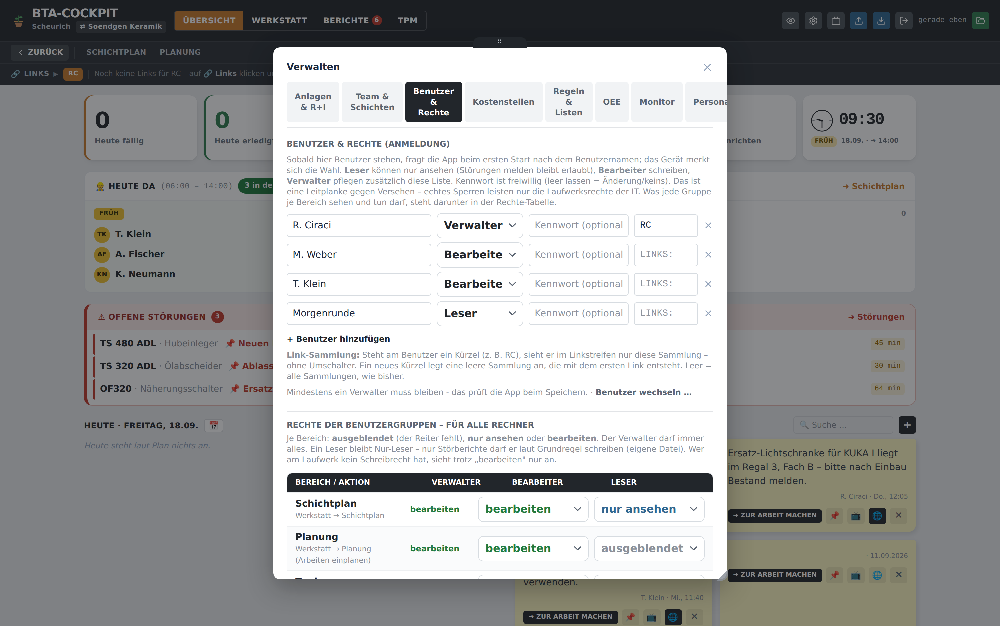 BTA-COCKPIT
Scheurich ⇄ Soendgen Keramik
ÜBERSICHT WERKSTATT BERICHTE 6 TPM
gerade eben
ZURÜCK SCHICHTPLAN PLANUNG
🔗 LINKS ▶ RC Noch keine Links für RC – auf 🔗 Links klicken
0
Heute fällig
0
Heute erledigt
09:30
FRÜH 18.09. · → 14:00
👷 HEUTE DA (06:00 – 14:00) 3 in
→ Schichtplan
FRÜH
0
TK T. Klein
AF A. Fischer
KN K. Neumann
⚠ OFFENE STÖRUNGEN 3
→ Störungen
TS 480 ADL · Hubeinleger 📌 Neuen
45 min
TS 320 ADL · Ölabscheider 📌
30 min
OF320 · Näherungsschalter 📌
64 min
HEUTE · FREITAG, 18.09.
🔍 Suche ...
+
Heute steht laut Plan nichts an.
Ersatz-Lichtschranke für KUKA I liegt
im Regal 3, Fach B – bitte nach Einbau
Bestand melden.
R. Ciraci · Do., 12:05
→ ZUR ARBEIT MACHEN
· 11.09.2026
→ ZUR ARBEIT MACHEN
verwenden.
T. Klein · Mi., 11:40
→ ZUR ARBEIT MACHEN
Verwalten
Anlagen
& R+I
Team &
Schichten
Benutzer
&
Rechte
Kostenstellen
Regeln
&
Listen
OEE
Monitor
BENUTZER & RECHTE (ANMELDUNG)
Sobald hier Benutzer stehen, fragt die App beim ersten Start nach dem Benutzernamen; das Gerät merkt
sich die Wahl. Leser können nur ansehen (Störungen melden bleibt erlaubt), Bearbeiter schreiben,
Verwalter pflegen zusätzlich diese Liste. Kennwort ist freiwillig (leer lassen = Änderung/keins). Das ist
eine Leitplanke gegen Versehen – echtes Sperren leisten nur die Laufwerksrechte der IT. Was jede Gruppe
je Bereich sehen und tun darf, steht darunter in der Rechte-Tabelle.
R. Ciraci Verwalter Kennwort (optional RC
M. Weber Bearbeite Kennwort (optional LINKS:
T. Klein Bearbeite Kennwort (optional LINKS:
Morgenrunde Leser Kennwort (optional LINKS:
+ Benutzer hinzufügen
Link-Sammlung: Steht am Benutzer ein Kürzel (z. B. RC), sieht er im Linkstreifen nur diese Sammlung –
ohne Umschalter. Ein neues Kürzel legt eine leere Sammlung an, die mit dem ersten Link entsteht. Leer =
alle Sammlungen, wie bisher.
Mindestens ein Verwalter muss bleiben - das prüft die App beim Speichern. · Benutzer wechseln ...
RECHTE DER BENUTZERGRUPPEN – FÜR ALLE RECHNER
Je Bereich: ausgeblendet (der Reiter fehlt), nur ansehen oder bearbeiten. Der Verwalter darf immer
alles. Ein Leser bleibt Nur-Leser – nur Störberichte darf er laut Grundregel schreiben (eigene Datei). Wer
am Laufwerk kein Schreibrecht hat, sieht trotz „bearbeiten" nur an.
BEREICH / AKTION VERWALTER BEARBEITER LESER
Schichtplan
Werkstatt → Schichtplan
bearbeiten bearbeiten nur ansehen
Planung
Werkstatt → Planung
(Arbeiten einplanen)
bearbeiten bearbeiten ausgeblendet